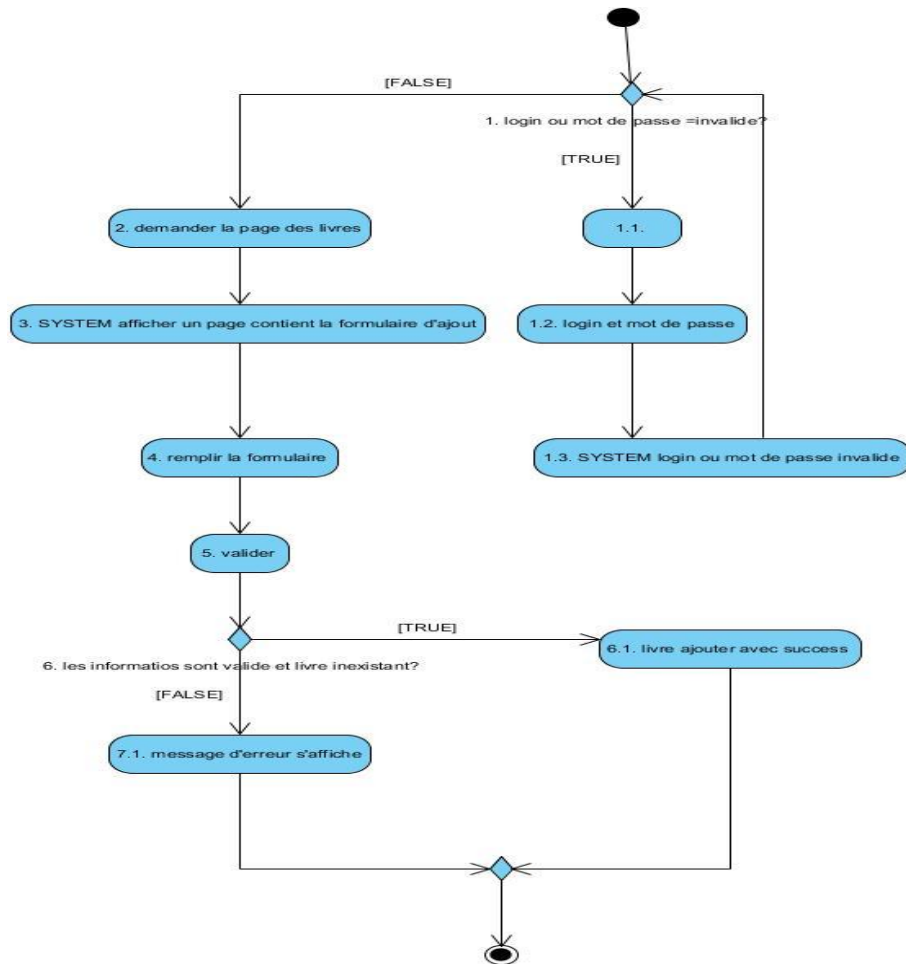 [FALSE]
1. login ou mot de passe =invalide?
[TRUE]
2. demander la page des livres
1.1.
3. SYSTEM afficher un page contient la formulaire d'ajout
1.2. login et mot de passe
4. remplir la formulaire
1.3. SYSTEM login ou mot de passe invalide
5. valider
[TRUE]
6. les informatios sont valide et livre inexistant?
6.1. livre ajouter avec success
[FALSE]
7.1. message d'erreur s'affiche